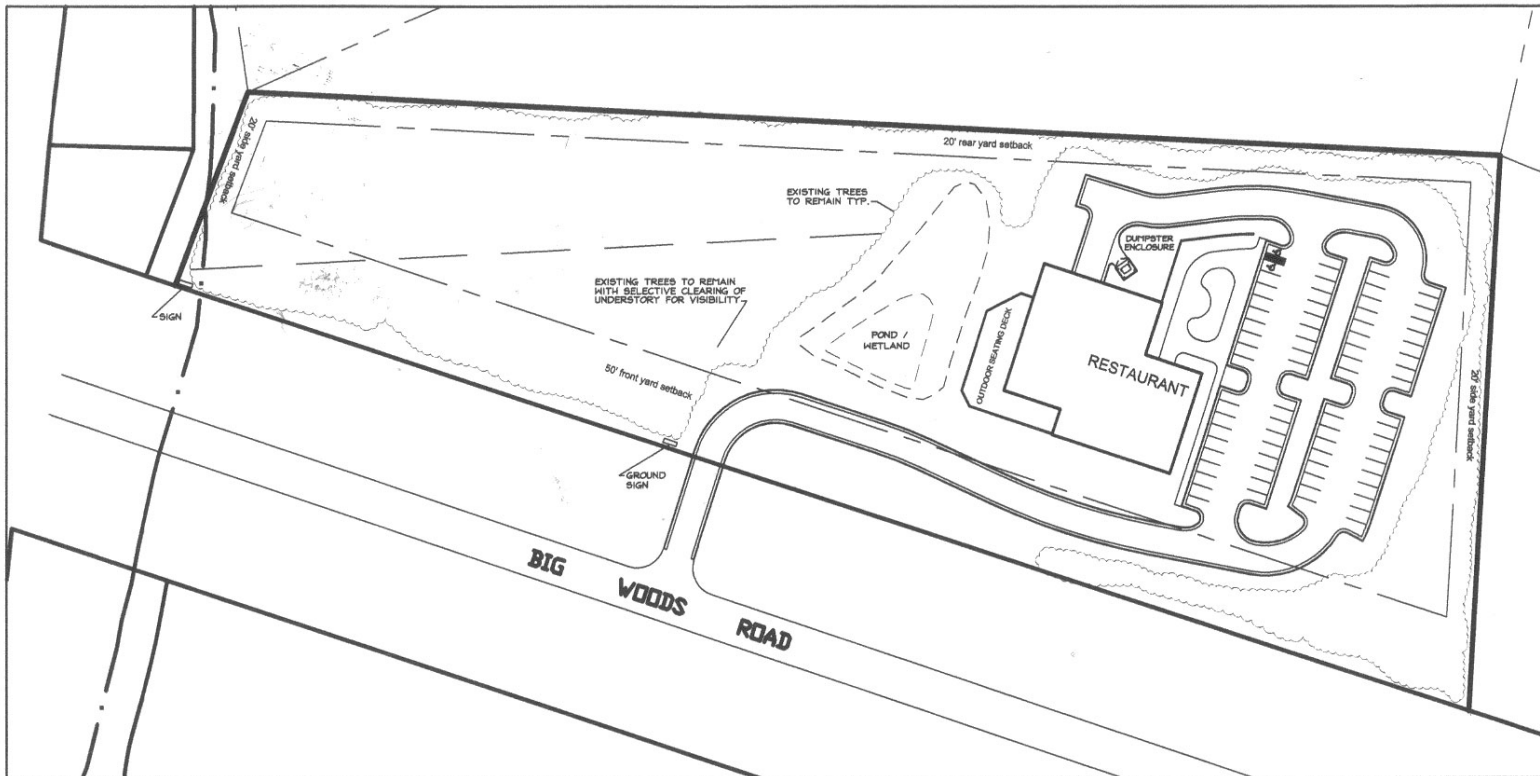 20' side yard setback
20' rear yard setback
EXISTING TREES
TO REMAIN TYP.
DUMPSTER
ENCLOSURE
EXISTING TREES TO REMAIN
WITH SELECTIVE CLEARING OF
UNDERSTORY FOR VISIBILITY
SIGN
POND /
WETLAND
OUTDOOR SEATING DECK
RESTAURANT
50' front yard setback
20' side yard setback
GROUND
SIGN
BIG WOODS ROAD